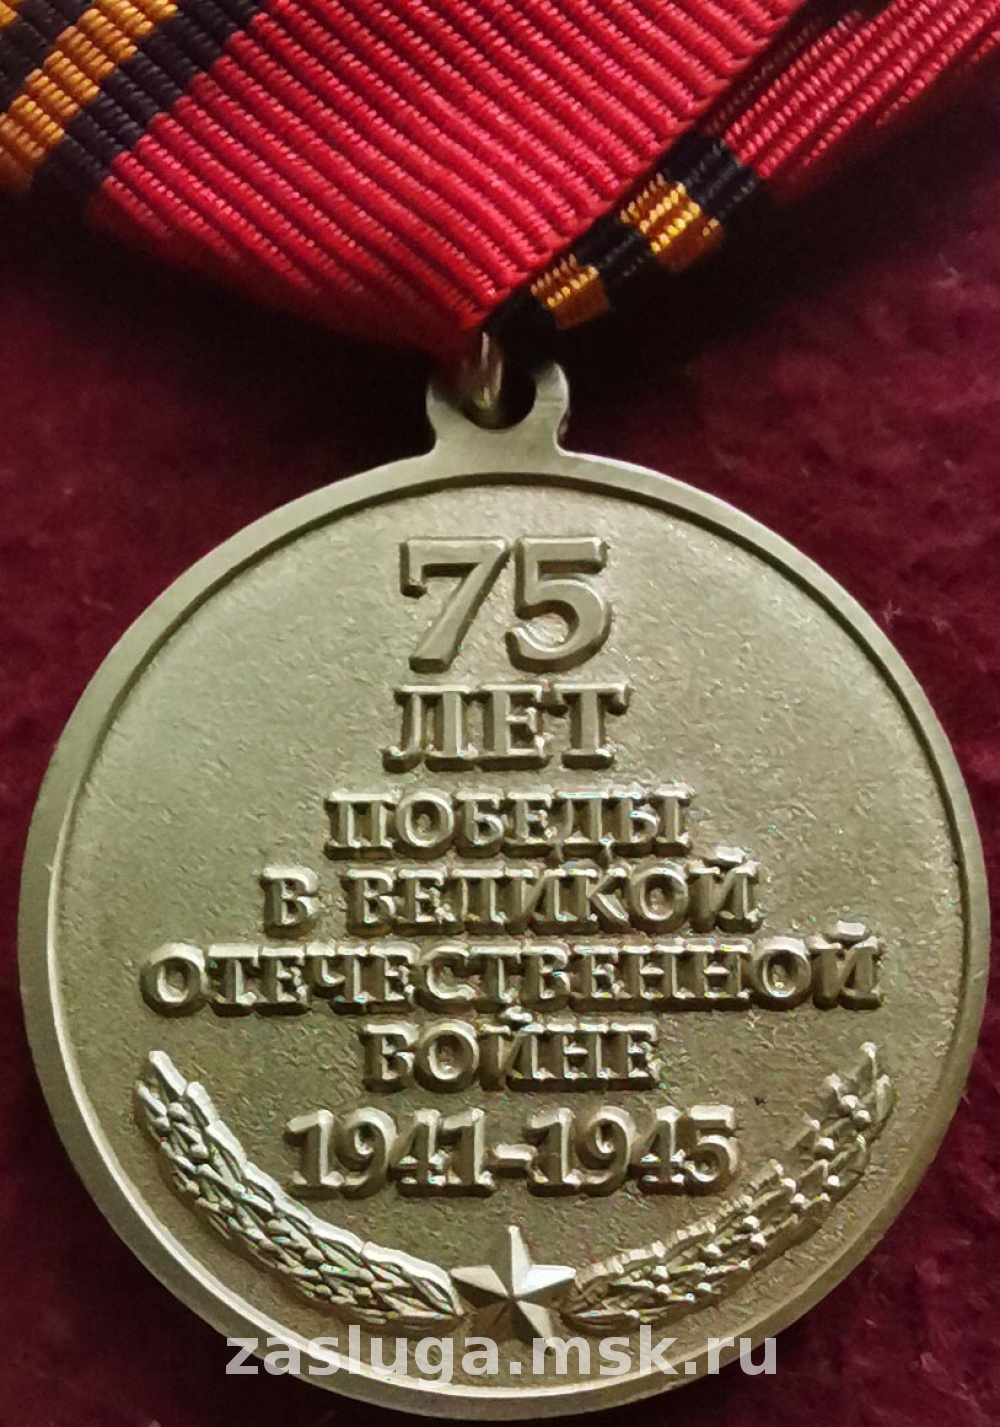 75
ЛЕТ
ПОБЕДЫ
В ВЕЛИКОЙ
ОТЕЧЕСТВЕННОЙ
ВОЙНЕ
1941-1945
zasluga.msk.ru